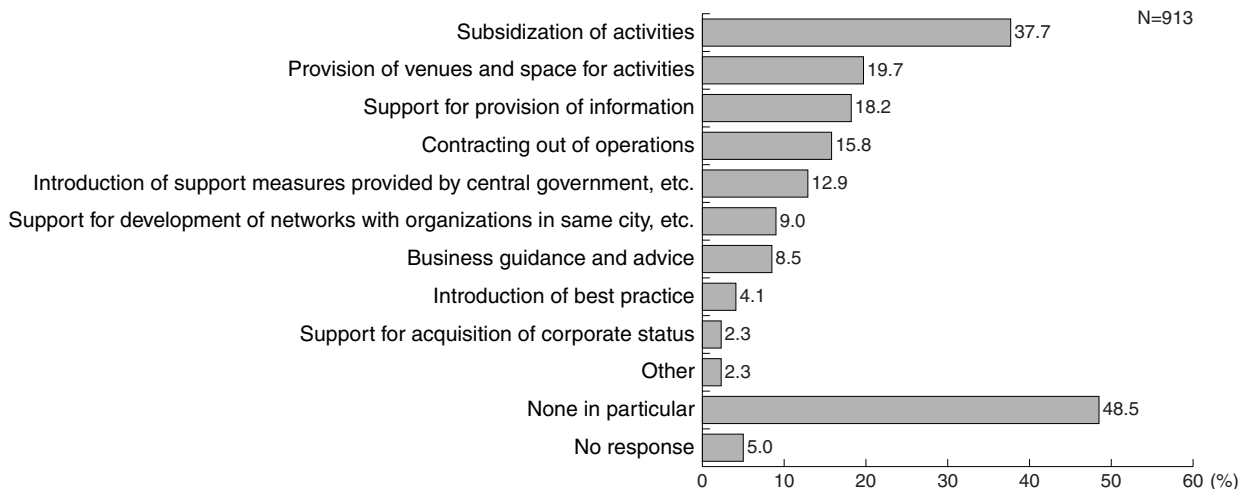 N=913
Subsidization of activities 37.7
Provision of venues and space for activities 19.7
Support for provision of information 18.2
Contracting out of operations 15.8
Introduction of support measures provided by central government, etc. 12.9
Support for development of networks with organizations in same city, etc. 9.0
Business guidance and advice 8.5
Introduction of best practice 4.1
Support for acquisition of corporate status 2.3
Other 2.3
None in particular 48.5
No response 5.0
0 10 20 30 40 50 60 (%)